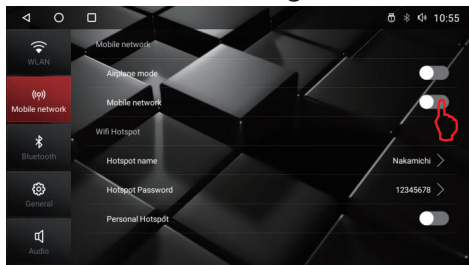 10:55
Mobile network
WLAN
Airplane mode
Mobile network
Mobile network
Wifi Hotspot
Bluetooth
Hotspot name Nakamichi
Hotspot Password 12345678
General
Personal Hotspot
Audio